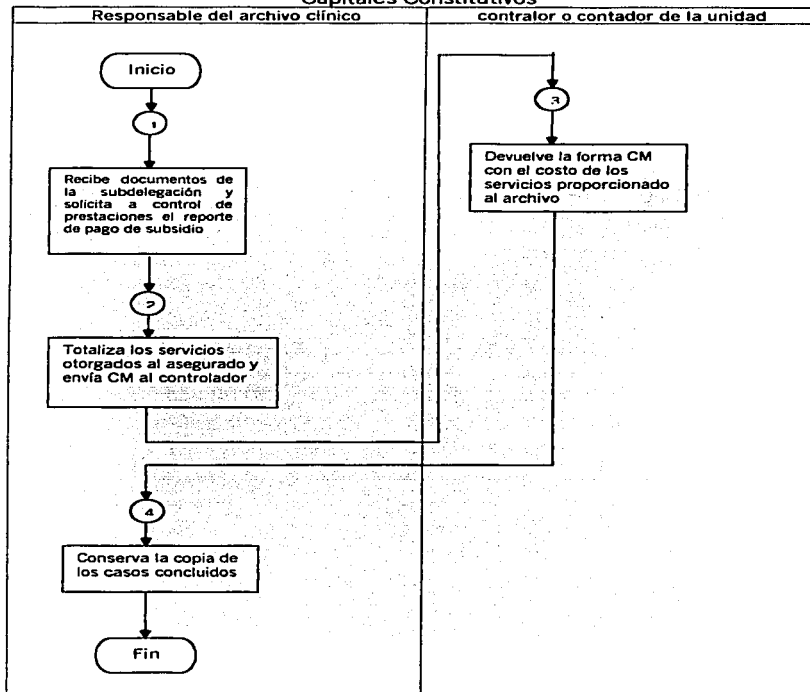 Capitales Constitutivos
Responsable del archivo clínico
contralor o contador de la unidad
Inicio
1
Recibe documentos de
la subdelegación y
solicita a control de
prestaciones el reporte
de pago de subsidio
2
Totaliza los servicios
otorgados al asegurado y
envía CM al controlador
3
Devuelve la forma CM
con el costo de los
servicios proporcionado
al archivo
4
Conserva la copia de
los casos concluidos
Fin